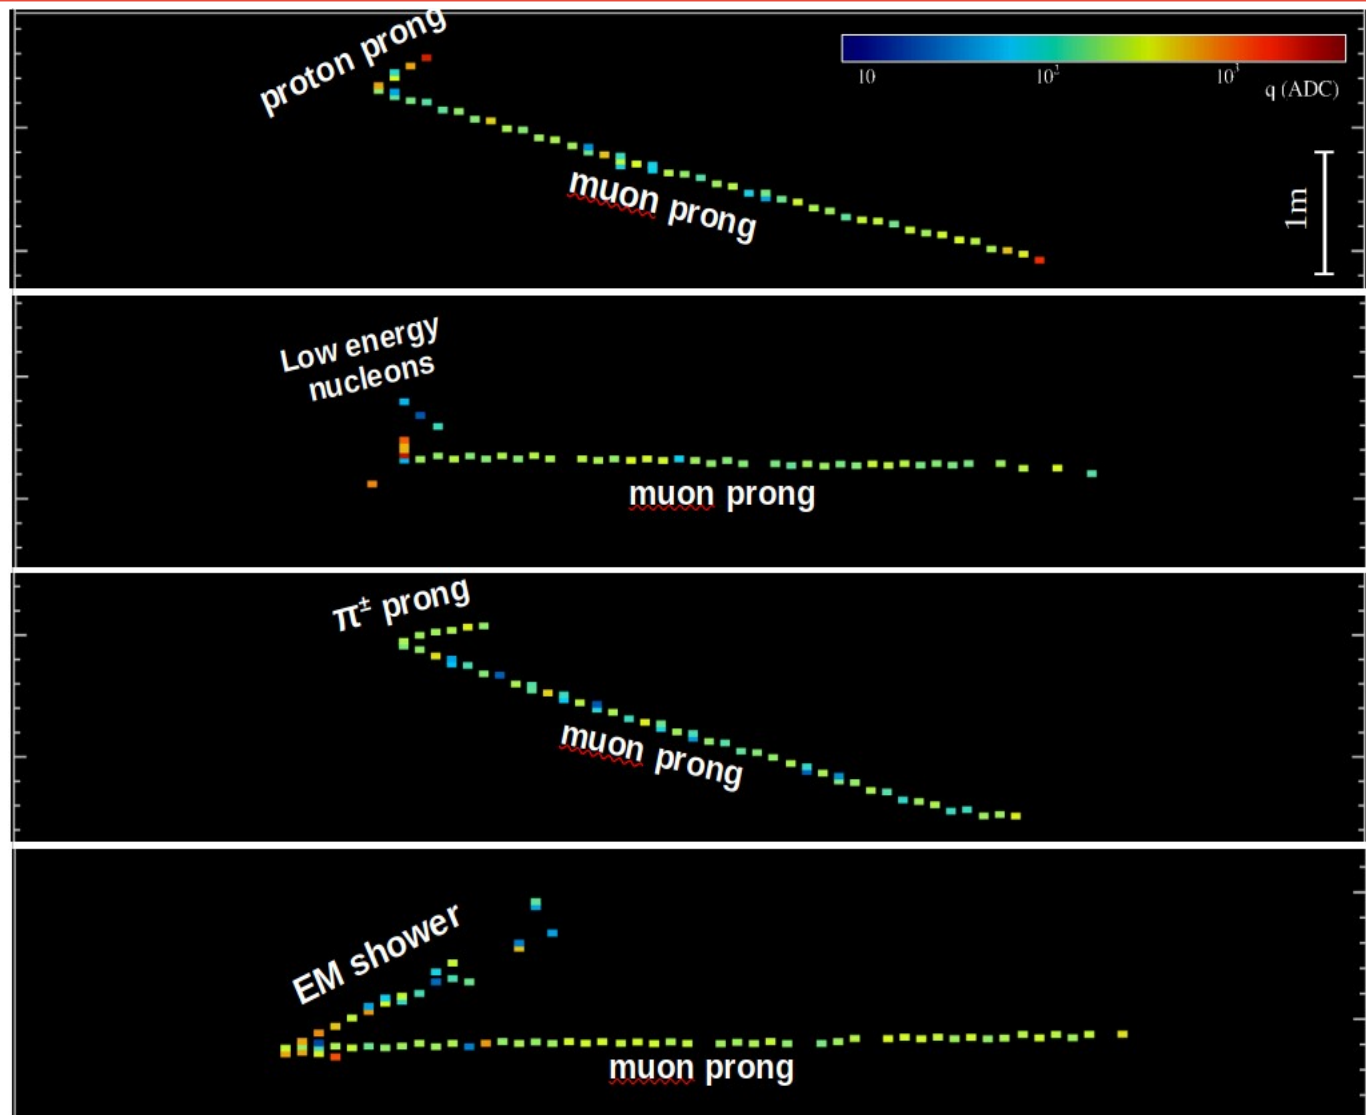 proton prong
10 10² 10³
q (ADC)
muon prong
1m
Low energy
nucleons
muon prong
π± prong
muon prong
EM shower
muon prong